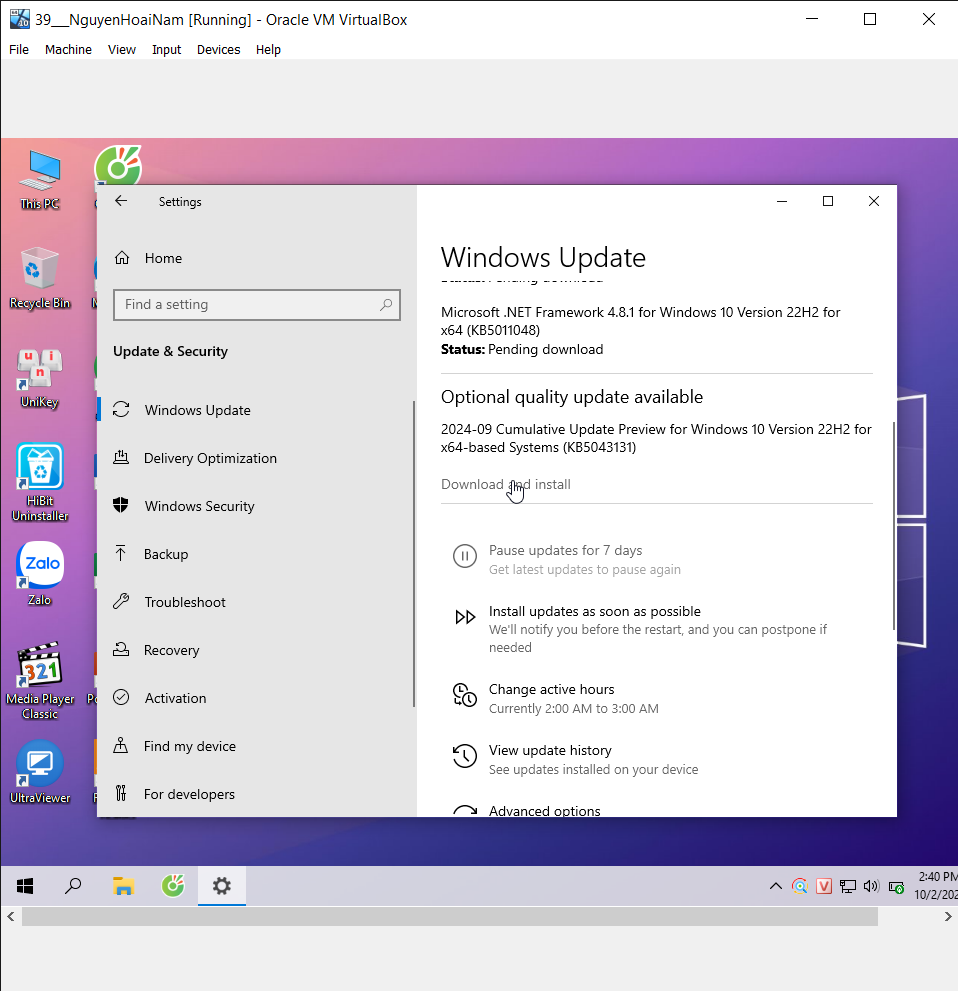 39___NguyenHoaiNam [Running] - Oracle VM VirtualBox
File Machine View Input Devices Help
This PC
Recycle Bin
u n i
UniKey
HiBit
Uninstaller
Zalo
Zalo
321
Media Player
Classic
UltraViewer
Settings
Home
Find a setting
Update & Security
Windows Update
Delivery Optimization
Windows Security
Backup
Troubleshoot
Recovery
Activation
Find my device
For developers
Windows Update
Status: Pending download
Microsoft .NET Framework 4.8.1 for Windows 10 Version 22H2 for
x64 (KB5011048)
Status: Pending download
Optional quality update available
2024-09 Cumulative Update Preview for Windows 10 Version 22H2 for
x64-based Systems (KB5043131)
Download and install
Pause updates for 7 days
Get latest updates to pause again
Install updates as soon as possible
We'll notify you before the restart, and you can postpone if
needed
Change active hours
Currently 2:00 AM to 3:00 AM
View update history
See updates installed on your device
Advanced options
V
2:40 PM
10/2/202